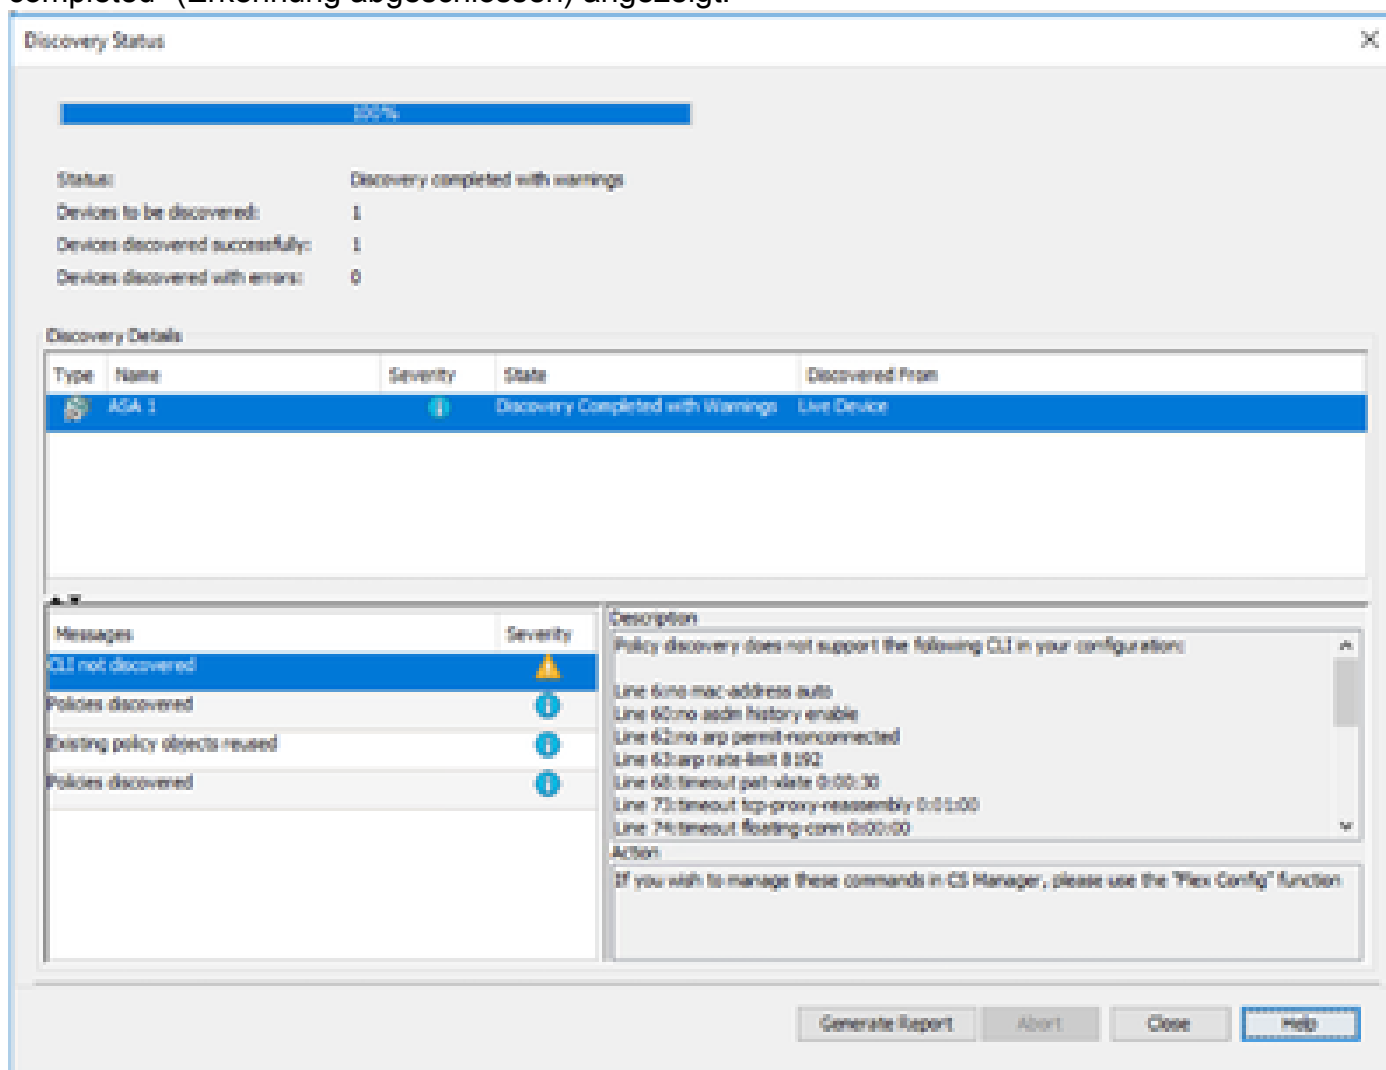 completed" (Erkennung abgeschlossen) angezeigt.
Discovery Status
100%
Status: Discovery completed with warnings
Devices to be discovered: 1
Devices discovered successfully: 1
Devices discovered with errors: 0
Discovery Details
Type Name Severity State Discovered From
ASA 1 Discovery Completed with Warnings Live Device
Messages Severity
CLI not discovered
Policies discovered
Existing policy objects reused
Policies discovered
Description
Policy discovery does not support the following CLI in your configuration:
Line 6:no mac-address auto
Line 60:no asdm history enable
Line 62:no arp permit-nonconnected
Line 63:arp rate-limit 8192
Line 68:timeout pat-xlate 0:00:30
Line 73:timeout tcp-proxy-reassembly 0:01:00
Line 74:timeout floating-conn 0:00:00
Action
If you wish to manage these commands in CS Manager, please use the "Flex Config" function
Generate Report Abort Close Help